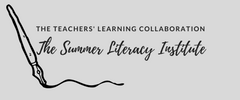 THE TEACHERS' LEARNING COLLABORATION
The Summer Literacy Institute